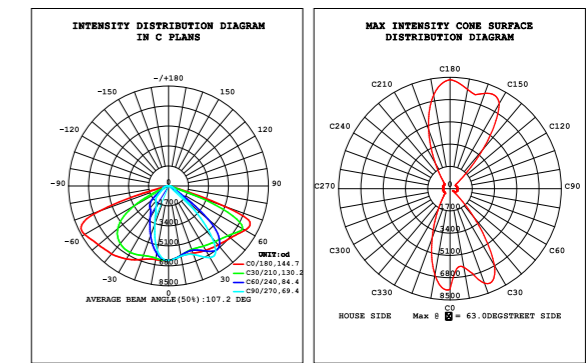 INTENSITY DISTRIBUTION DIAGRAM
IN C PLANS
-/+180
-150
150
-120
120
-90
90
0
1700
3400
5100
6800
8500
-60
60
-30
30
0
UNIT:cd
C0/180,144.7
C30/210,130.2
C60/240,84.4
C90/270,69.4
AVERAGE BEAM ANGLE(50%):107.2 DEG
MAX INTENSITY CONE SURFACE
DISTRIBUTION DIAGRAM
C180
C210
C150
C240
C120
C270
C90
0
1700
3400
5100
6800
8500
C300
C60
C330
C30
C0
HOUSE SIDE
Max @
= 63.0DEG
STREET SIDE